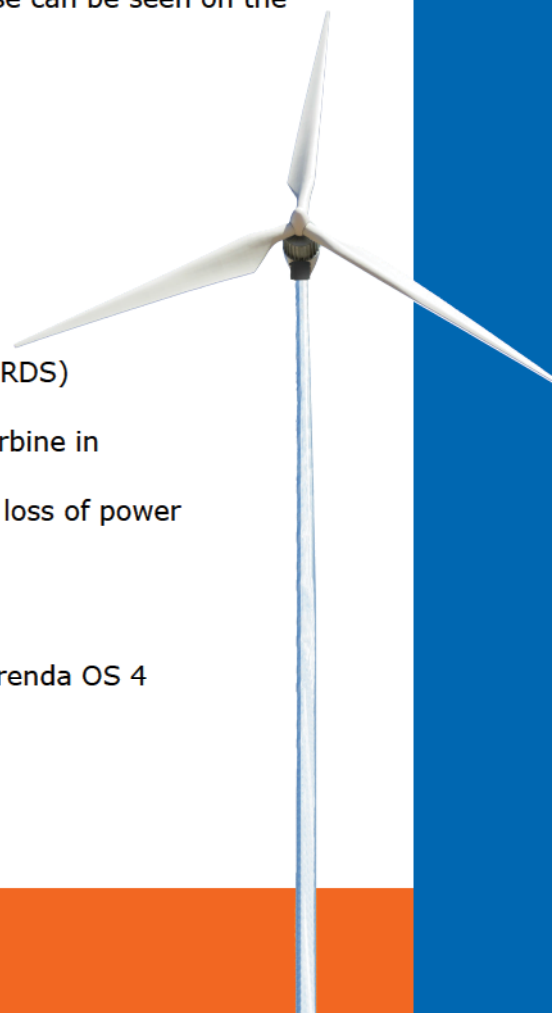 se can be seen on the
RDS)
rbine in
loss of power
renda OS 4